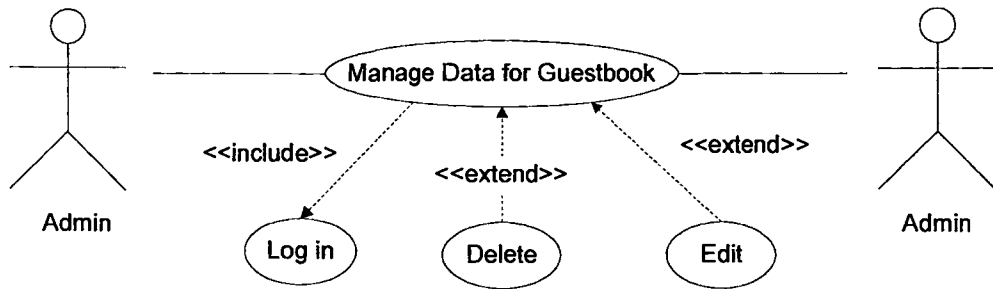 Manage Data for Guestbook
<<include>>
<<extend>>
<<extend>>
Admin
Admin
Log in
Delete
Edit